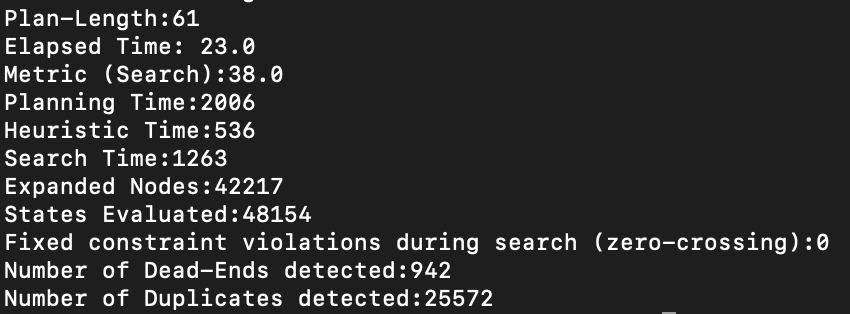 Plan-Length:61
Elapsed Time: 23.0
Metric (Search):38.0
Planning Time:2006
Heuristic Time:536
Search Time:1263
Expanded Nodes:42217
States Evaluated:48154
Fixed constraint violations during search (zero-crossing):0
Number of Dead-Ends detected:942
Number of Duplicates detected:25572